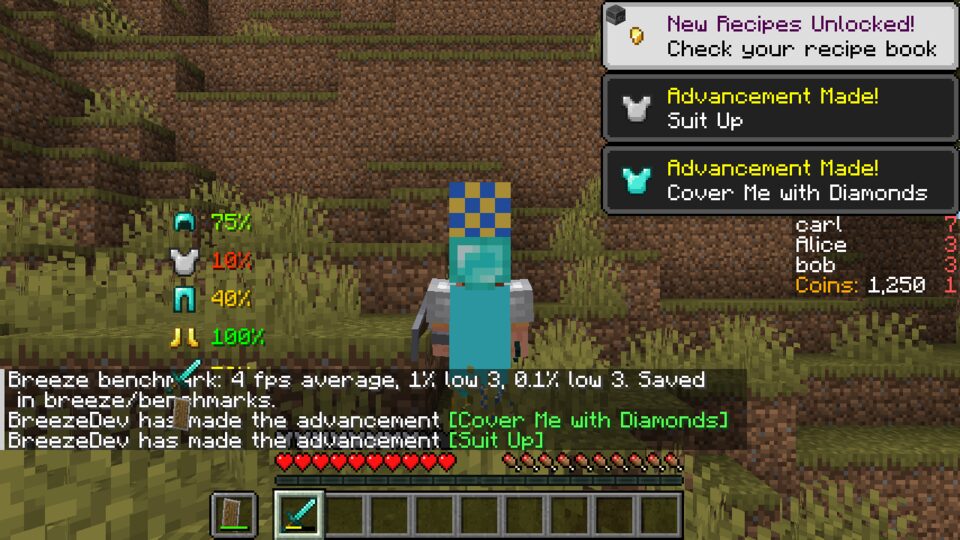 New Recipes Unlocked!
Check your recipe book
Advancement Made!
Suit Up
Advancement Made!
Cover Me with Diamonds
carl 7
Alice 3
bob 3
Coins: 1,250 1
75%
10%
40%
100%
Breeze benchmark: 4 fps average, 1% low 3, 0.1% low 3. Saved
in breeze/benchmarks.
BreezeDev has made the advancement [Cover Me with Diamonds]
BreezeDev has made the advancement [Suit Up]